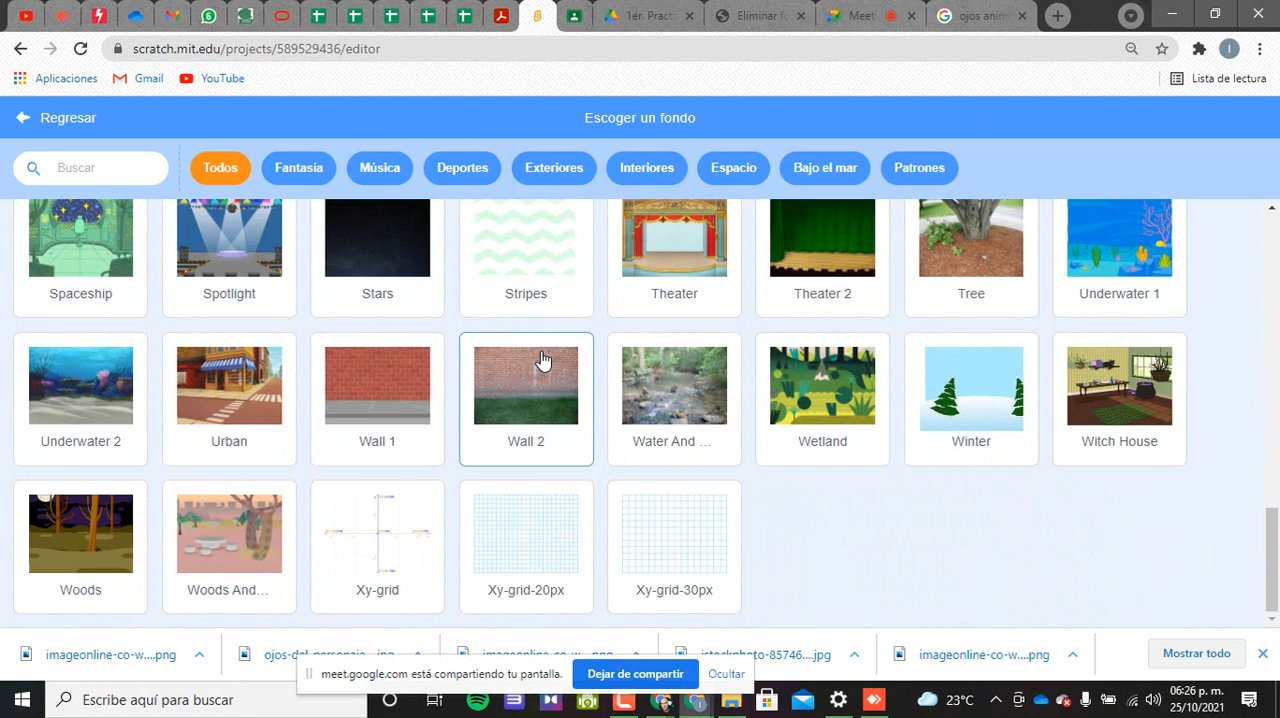 1er. Pract
Eliminar f
Meet
ojos anim
scratch.mit.edu/projects/589529436/editor
Aplicaciones
Gmail
YouTube
Lista de lectura
Regresar
Escoger un fondo
Buscar
Todos
Fantasía
Música
Deportes
Exteriores
Interiores
Espacio
Bajo el mar
Patrones
Spaceship
Spotlight
Stars
Stripes
Theater
Theater 2
Tree
Underwater 1
Underwater 2
Urban
Wall 1
Wall 2
Water And ...
Wetland
Winter
Witch House
Woods
Woods And...
Xy-grid
Xy-grid-20px
Xy-grid-30px
imageonline-co-w....png
imageonline-co-w....png
Mostrar todo
meet.google.com está compartiendo tu pantalla.
Dejar de compartir
Ocultar
Escribe aquí para buscar
23°C
06:26 p. m.
25/10/2021